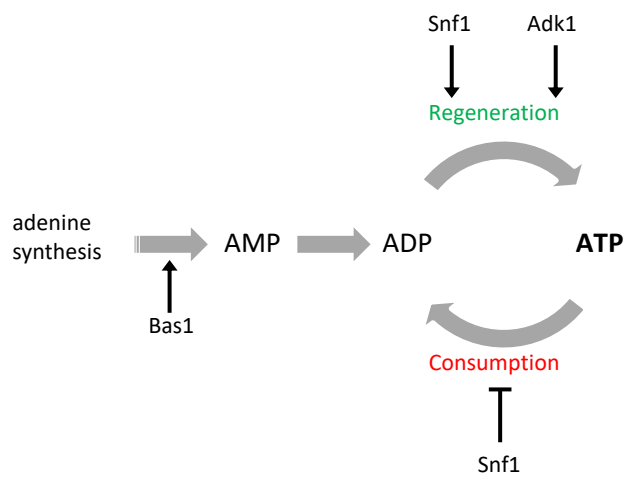 Snf1 Adk1
Regeneration
adenine
synthesis
AMP ADP ATP
Bas1
Consumption
Snf1